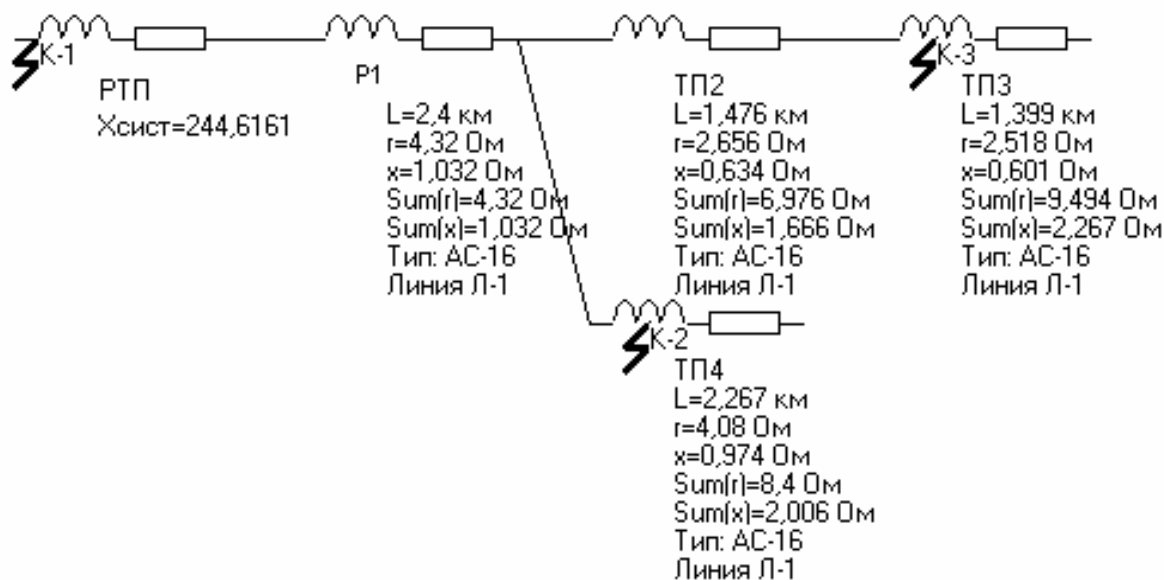 К-1
РТП
Xсист=244,6161
Р1
L=2,4 км
r=4,32 Ом
x=1,032 Ом
Sum(r)=4,32 Ом
Sum(x)=1,032 Ом
Тип: АС-16
Линия Л-1
ТП2
L=1,476 км
r=2,656 Ом
x=0,634 Ом
Sum(r)=6,976 Ом
Sum(x)=1,666 Ом
Тип: АС-16
Линия Л-1
К-3
ТП3
L=1,399 км
r=2,518 Ом
x=0,601 Ом
Sum(r)=9,494 Ом
Sum(x)=2,267 Ом
Тип: АС-16
Линия Л-1
К-2
ТП4
L=2,267 км
r=4,08 Ом
x=0,974 Ом
Sum(r)=8,4 Ом
Sum(x)=2,006 Ом
Тип: АС-16
Линия Л-1